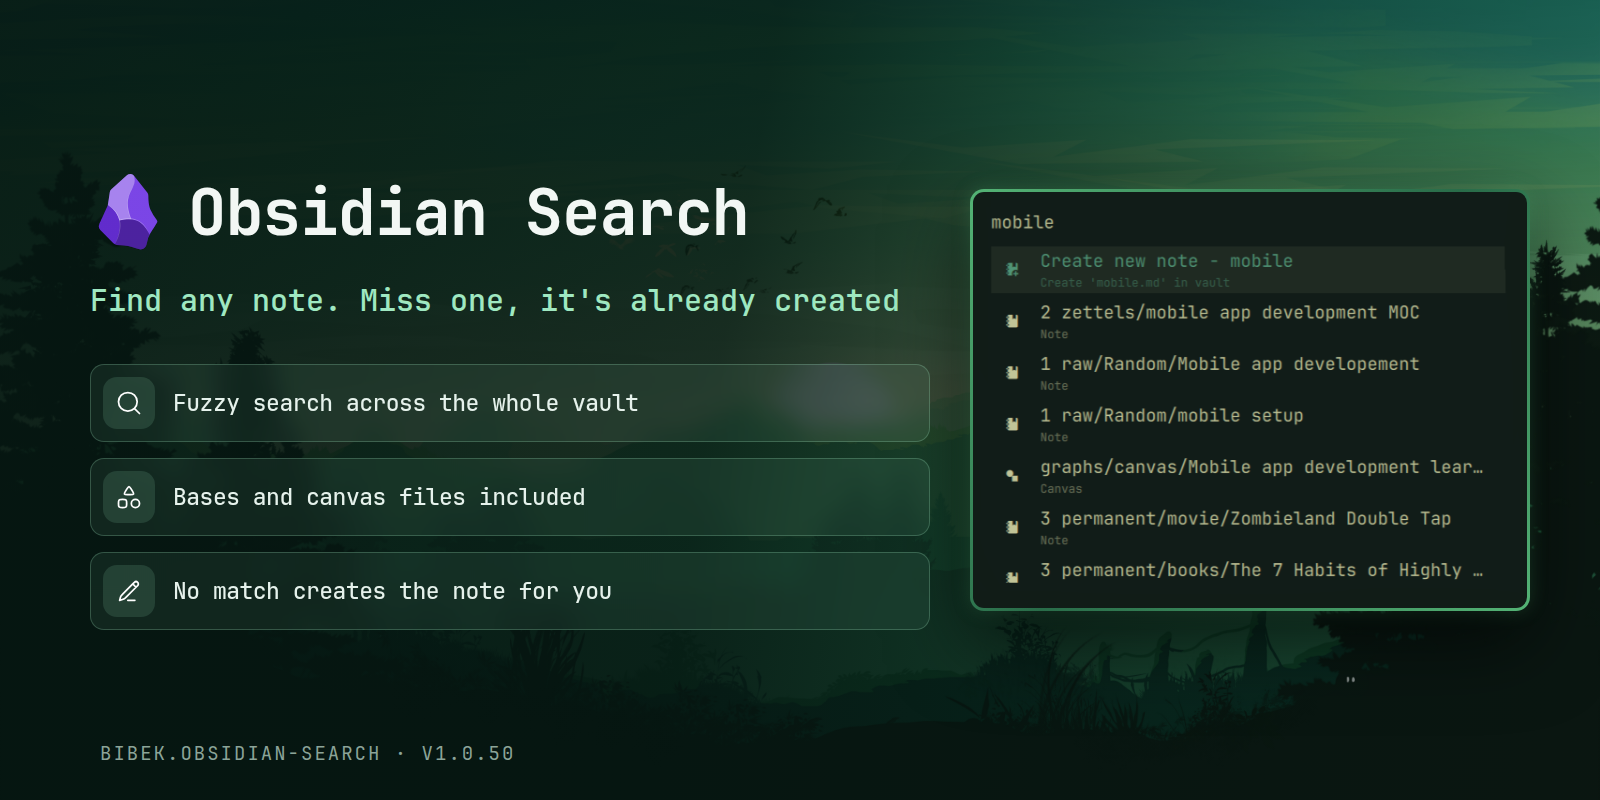 Obsidian Search
Find any note. Miss one, it's already created
Fuzzy search across the whole vault
Bases and canvas files included
No match creates the note for you
BIBEK.OBSIDIAN-SEARCH · V1.0.50
mobile
Create new note - mobile
Create 'mobile.md' in vault
2 zettels/mobile app development MOC
Note
1 raw/Random/Mobile app developement
Note
1 raw/Random/mobile setup
Note
graphs/canvas/Mobile app development lear…
Canvas
3 permanent/movie/Zombieland Double Tap
Note
3 permanent/books/The 7 Habits of Highly …